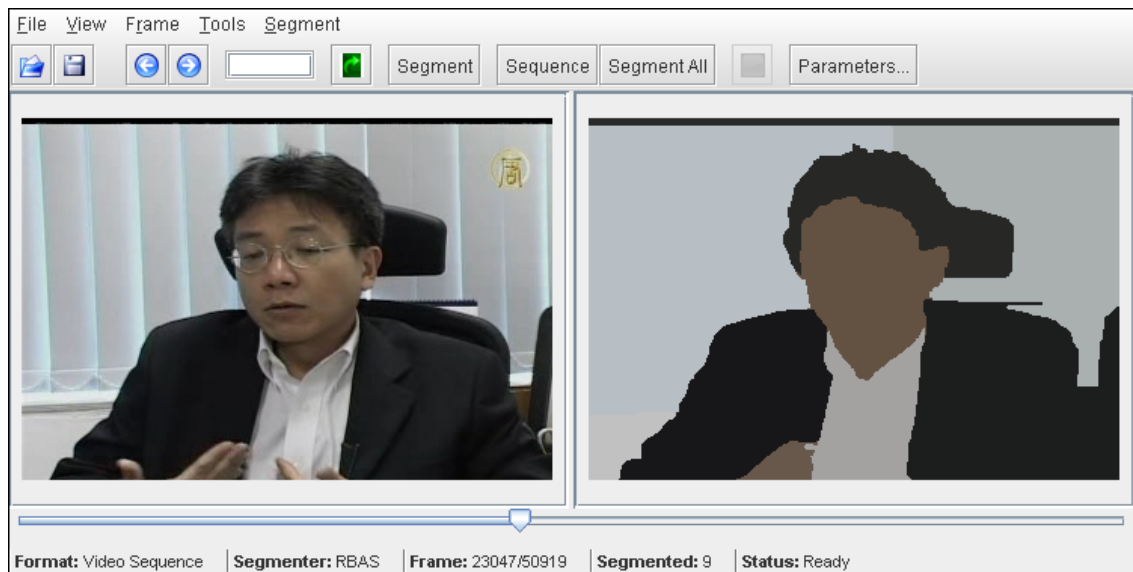 File View Frame Tools Segment
Segment Sequence Segment All Parameters...
Format: Video Sequence Segmenter: RBAS Frame: 23047/50919 Segmented: 9 Status: Ready